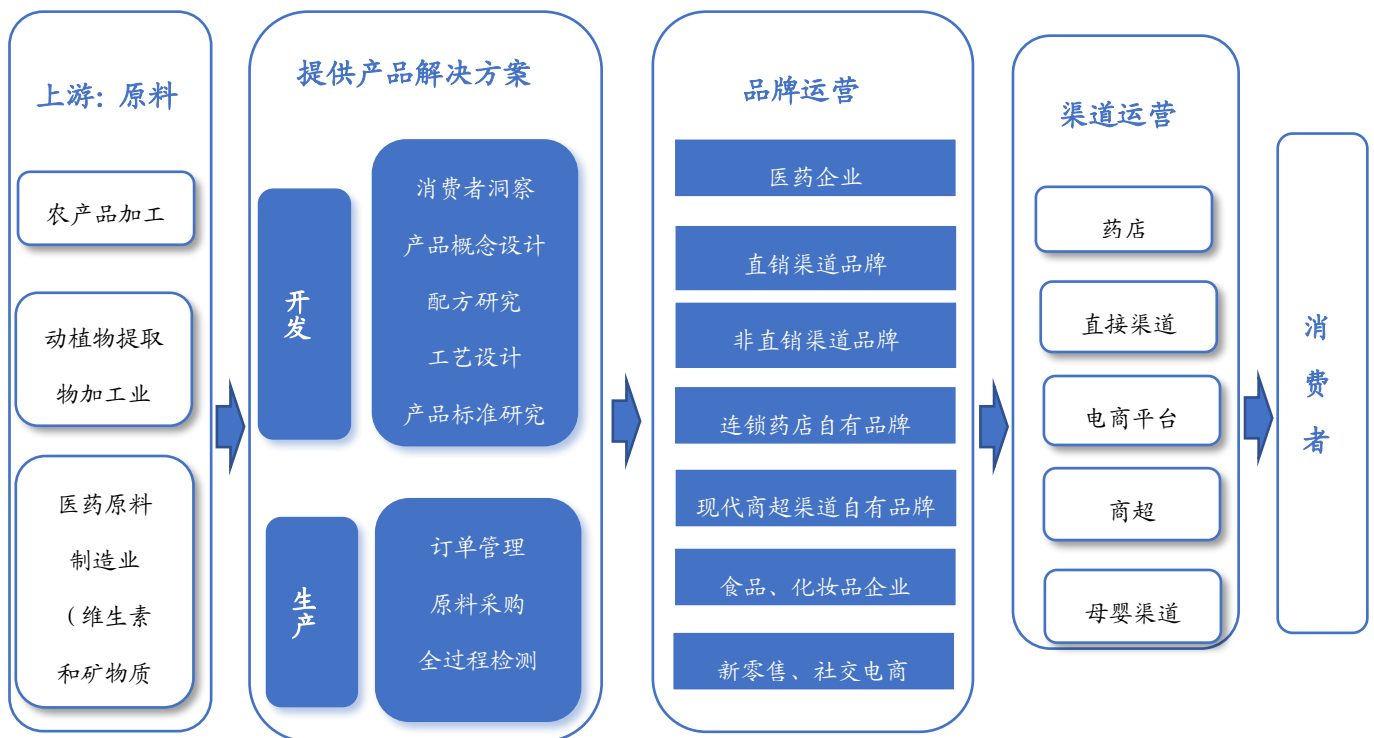 上游：原料
农产品加工
动植物提取
物加工业
医药原料
制造业
（维生素
和矿物质
提供产品解决方案
开
发
消费者洞察
产品概念设计
配方研究
工艺设计
产品标准研究
生
产
订单管理
原料采购
全过程检测
品牌运营
医药企业
直销渠道品牌
非直销渠道品牌
连锁药店自有品牌
现代商超渠道自有品牌
食品、化妆品企业
新零售、社交电商
渠道运营
药店
直接渠道
电商平台
商超
母婴渠道
消
费
者